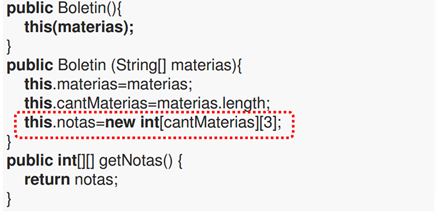 public Boletin(){
this(materias);
}
public Boletin (String[] materias){
this.materias=materias;
this.cantMaterias=materias.length;
this.notas=new int[cantMaterias][3];
}
public int[][] getNotas() {
return notas;
}